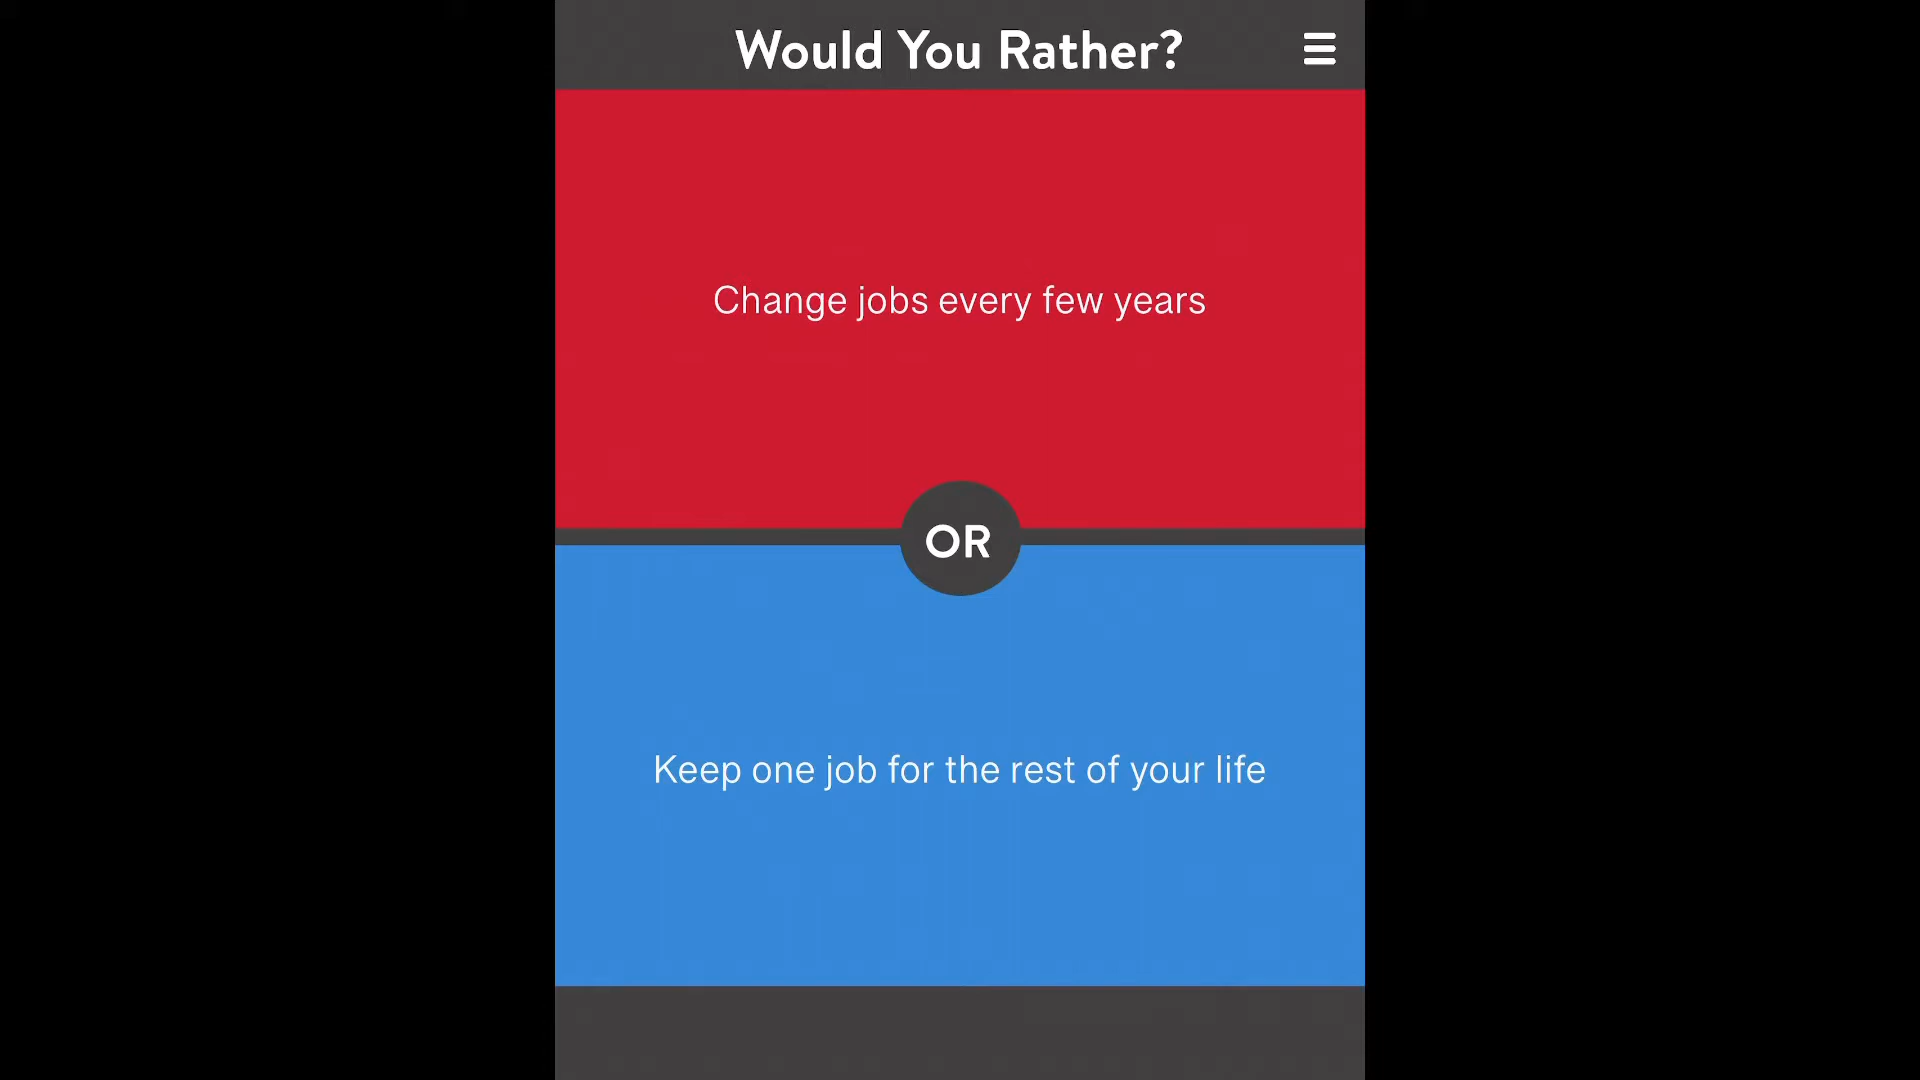 Would You Rather?
Change jobs every few years
OR
Keep one job for the rest of your life